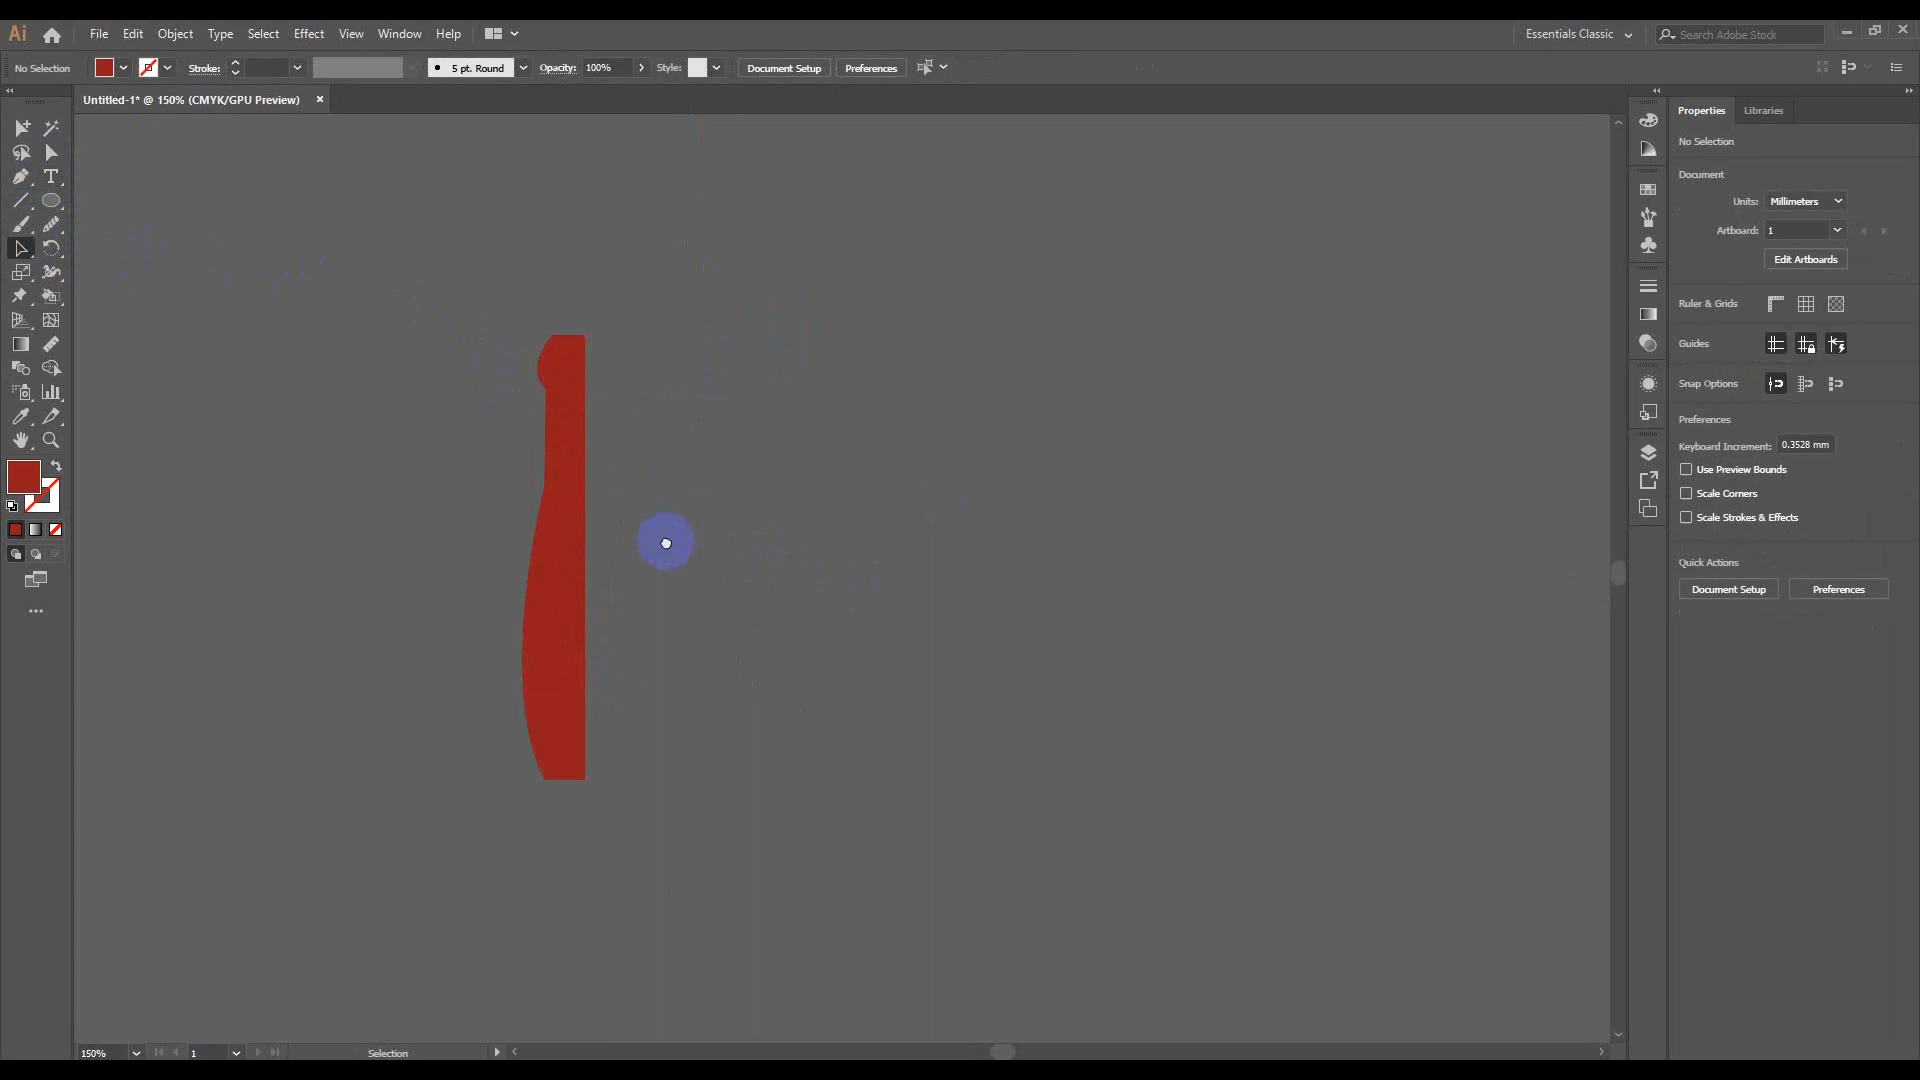 Ai File Edit Object Type Select Effect View Window Help Essentials Classic Search Adobe Stock
No Selection Stroke: 5 pt. Round Opacity: 100% Style: Document Setup Preferences
Untitled-1* @ 150% (CMYK/GPU Preview) ×
Properties Libraries
No Selection
Document
Units: Millimeters
Artboard: 1
Edit Artboards
Ruler & Grids
Guides
Snap Options
Preferences
Keyboard Increment: 0.3528 mm
Use Preview Bounds
Scale Corners
Scale Strokes & Effects
Quick Actions
Document Setup Preferences
150% 1 Selection